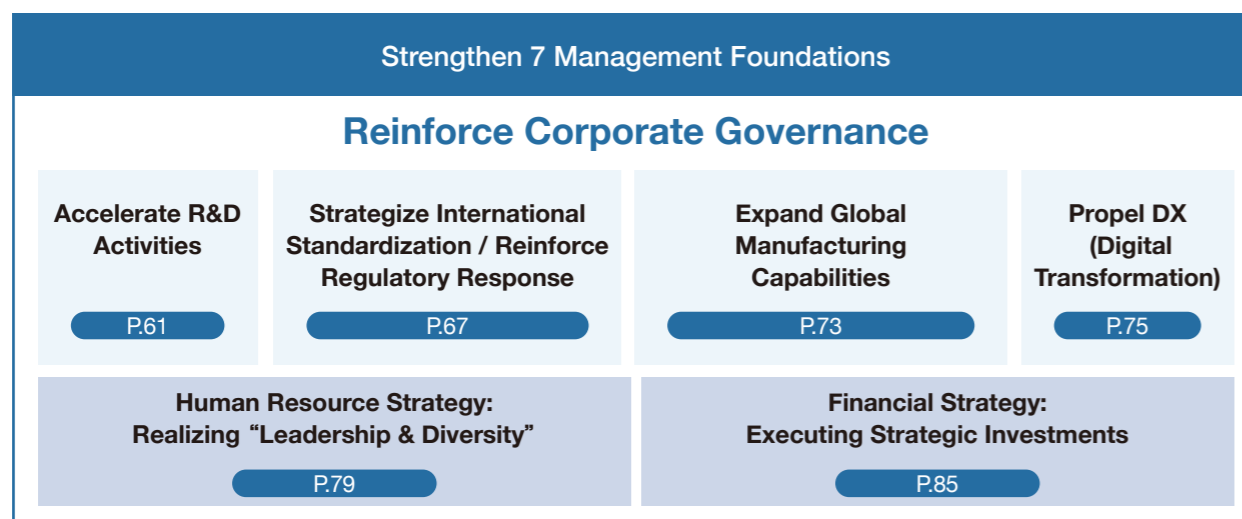 Strengthen 7 Management Foundations
Reinforce Corporate Governance
Accelerate R&D
Activities
P.61
Strategize International
Standardization / Reinforce
Regulatory Response
P.67
Expand Global
Manufacturing
Capabilities
P.73
Propel DX
(Digital
Transformation)
P.75
Human Resource Strategy:
Realizing “Leadership & Diversity”
P.79
Financial Strategy:
Executing Strategic Investments
P.85